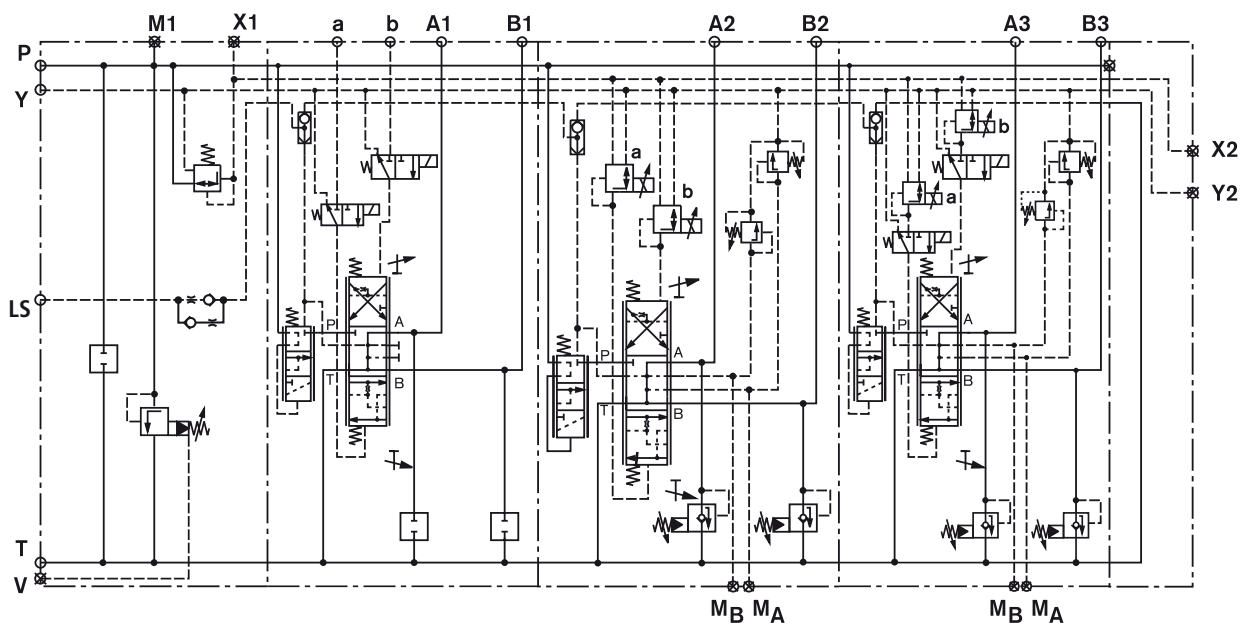 M1 X1 a b A1 B1 A2 B2 A3 B3
P
Y
b
a
a
b
X2
Y2
LS
P A P A P A
T B T B T B
T
V
MB MA MB MA